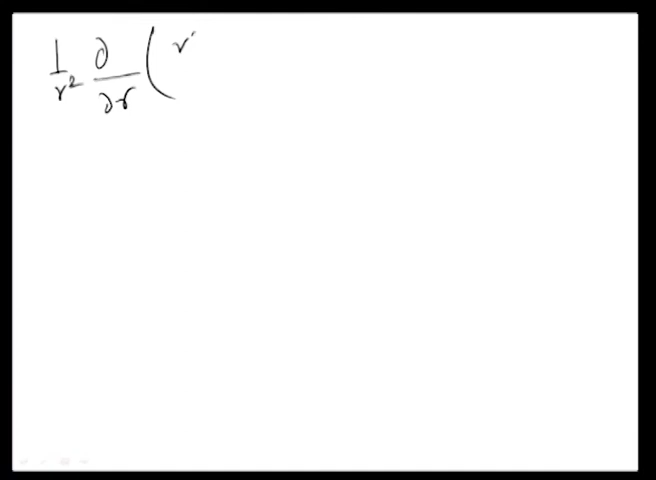 1/r² ∂/∂r ( r